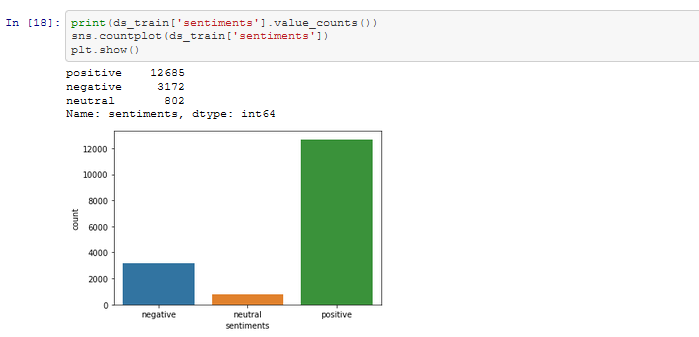 In [18]: print(ds_train['sentiments'].value_counts())
sns.countplot(ds_train['sentiments'])
plt.show()
positive 12685
negative 3172
neutral 802
Name: sentiments, dtype: int64
12000
10000
8000
6000
4000
2000
0
count
negative neutral positive
sentiments